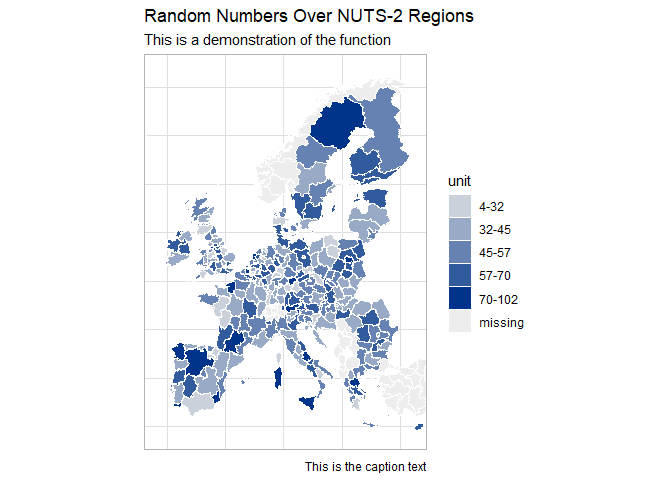 Random Numbers Over NUTS-2 Regions
This is a demonstration of the function
unit
4-32
32-45
45-57
57-70
70-102
missing
This is the caption text